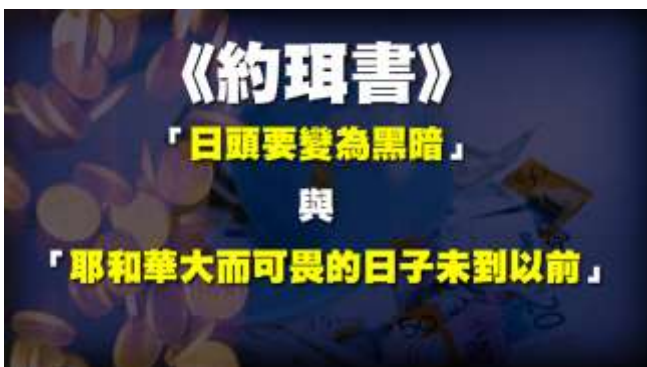 《約珥書》
「日頭要變為黑暗」
與
「耶和華大而可畏的日子未到以前」